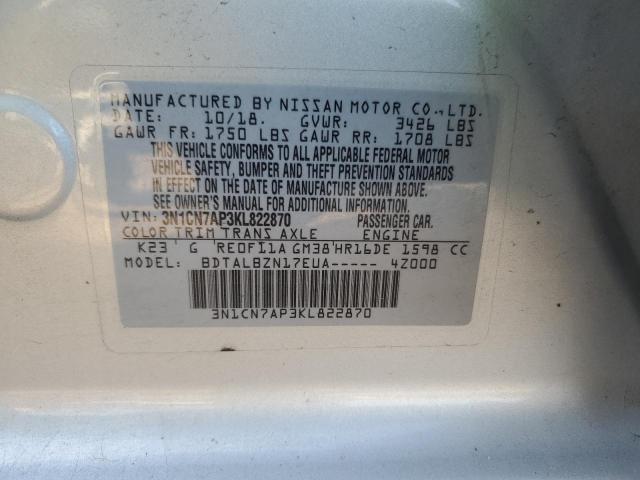 MANUFACTURED BY NISSAN MOTOR CO.,LTD.
DATE: 10/18. GVWR: 3426 LBS
GAWR FR: 1750 LBS GAWR RR: 1708 LBS
THIS VEHICLE CONFORMS TO ALL APPLICABLE FEDERAL MOTOR
VEHICLE SAFETY, BUMPER AND THEFT PREVENTION STANDARDS
IN EFFECT ON THE DATE OF MANUFACTURE SHOWN ABOVE.
SEE OWNER'S MANUAL FOR ADDITIONAL INFORMATION.
VIN: 3N1CN7AP3KL822870 PASSENGER CAR.
COLOR TRIM TRANS AXLE ENGINE
K23 G RE0F11A GM38 HR16DE 1598 CC
MODEL: BDTALBZN17EUA----- 4Z000
3N1CN7AP3KL822870